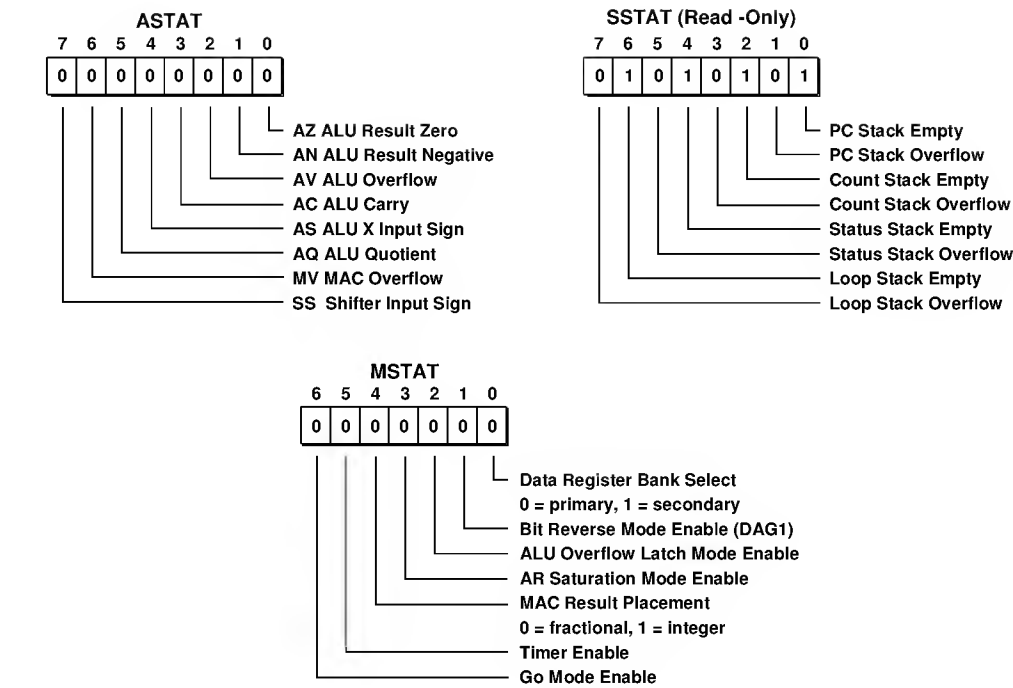 ASTAT
7 6 5 4 3 2 1 0
0 0 0 0 0 0 0 0
AZ ALU Result Zero
AN ALU Result Negative
AV ALU Overflow
AC ALU Carry
AS ALU X Input Sign
AQ ALU Quotient
MV MAC Overflow
SS Shifter Input Sign
SSTAT (Read -Only)
7 6 5 4 3 2 1 0
0 1 0 1 0 1 0 1
PC Stack Empty
PC Stack Overflow
Count Stack Empty
Count Stack Overflow
Status Stack Empty
Status Stack Overflow
Loop Stack Empty
Loop Stack Overflow
MSTAT
6 5 4 3 2 1 0
0 0 0 0 0 0 0
Data Register Bank Select
0 = primary, 1 = secondary
Bit Reverse Mode Enable (DAG1)
ALU Overflow Latch Mode Enable
AR Saturation Mode Enable
MAC Result Placement
0 = fractional, 1 = integer
Timer Enable
Go Mode Enable